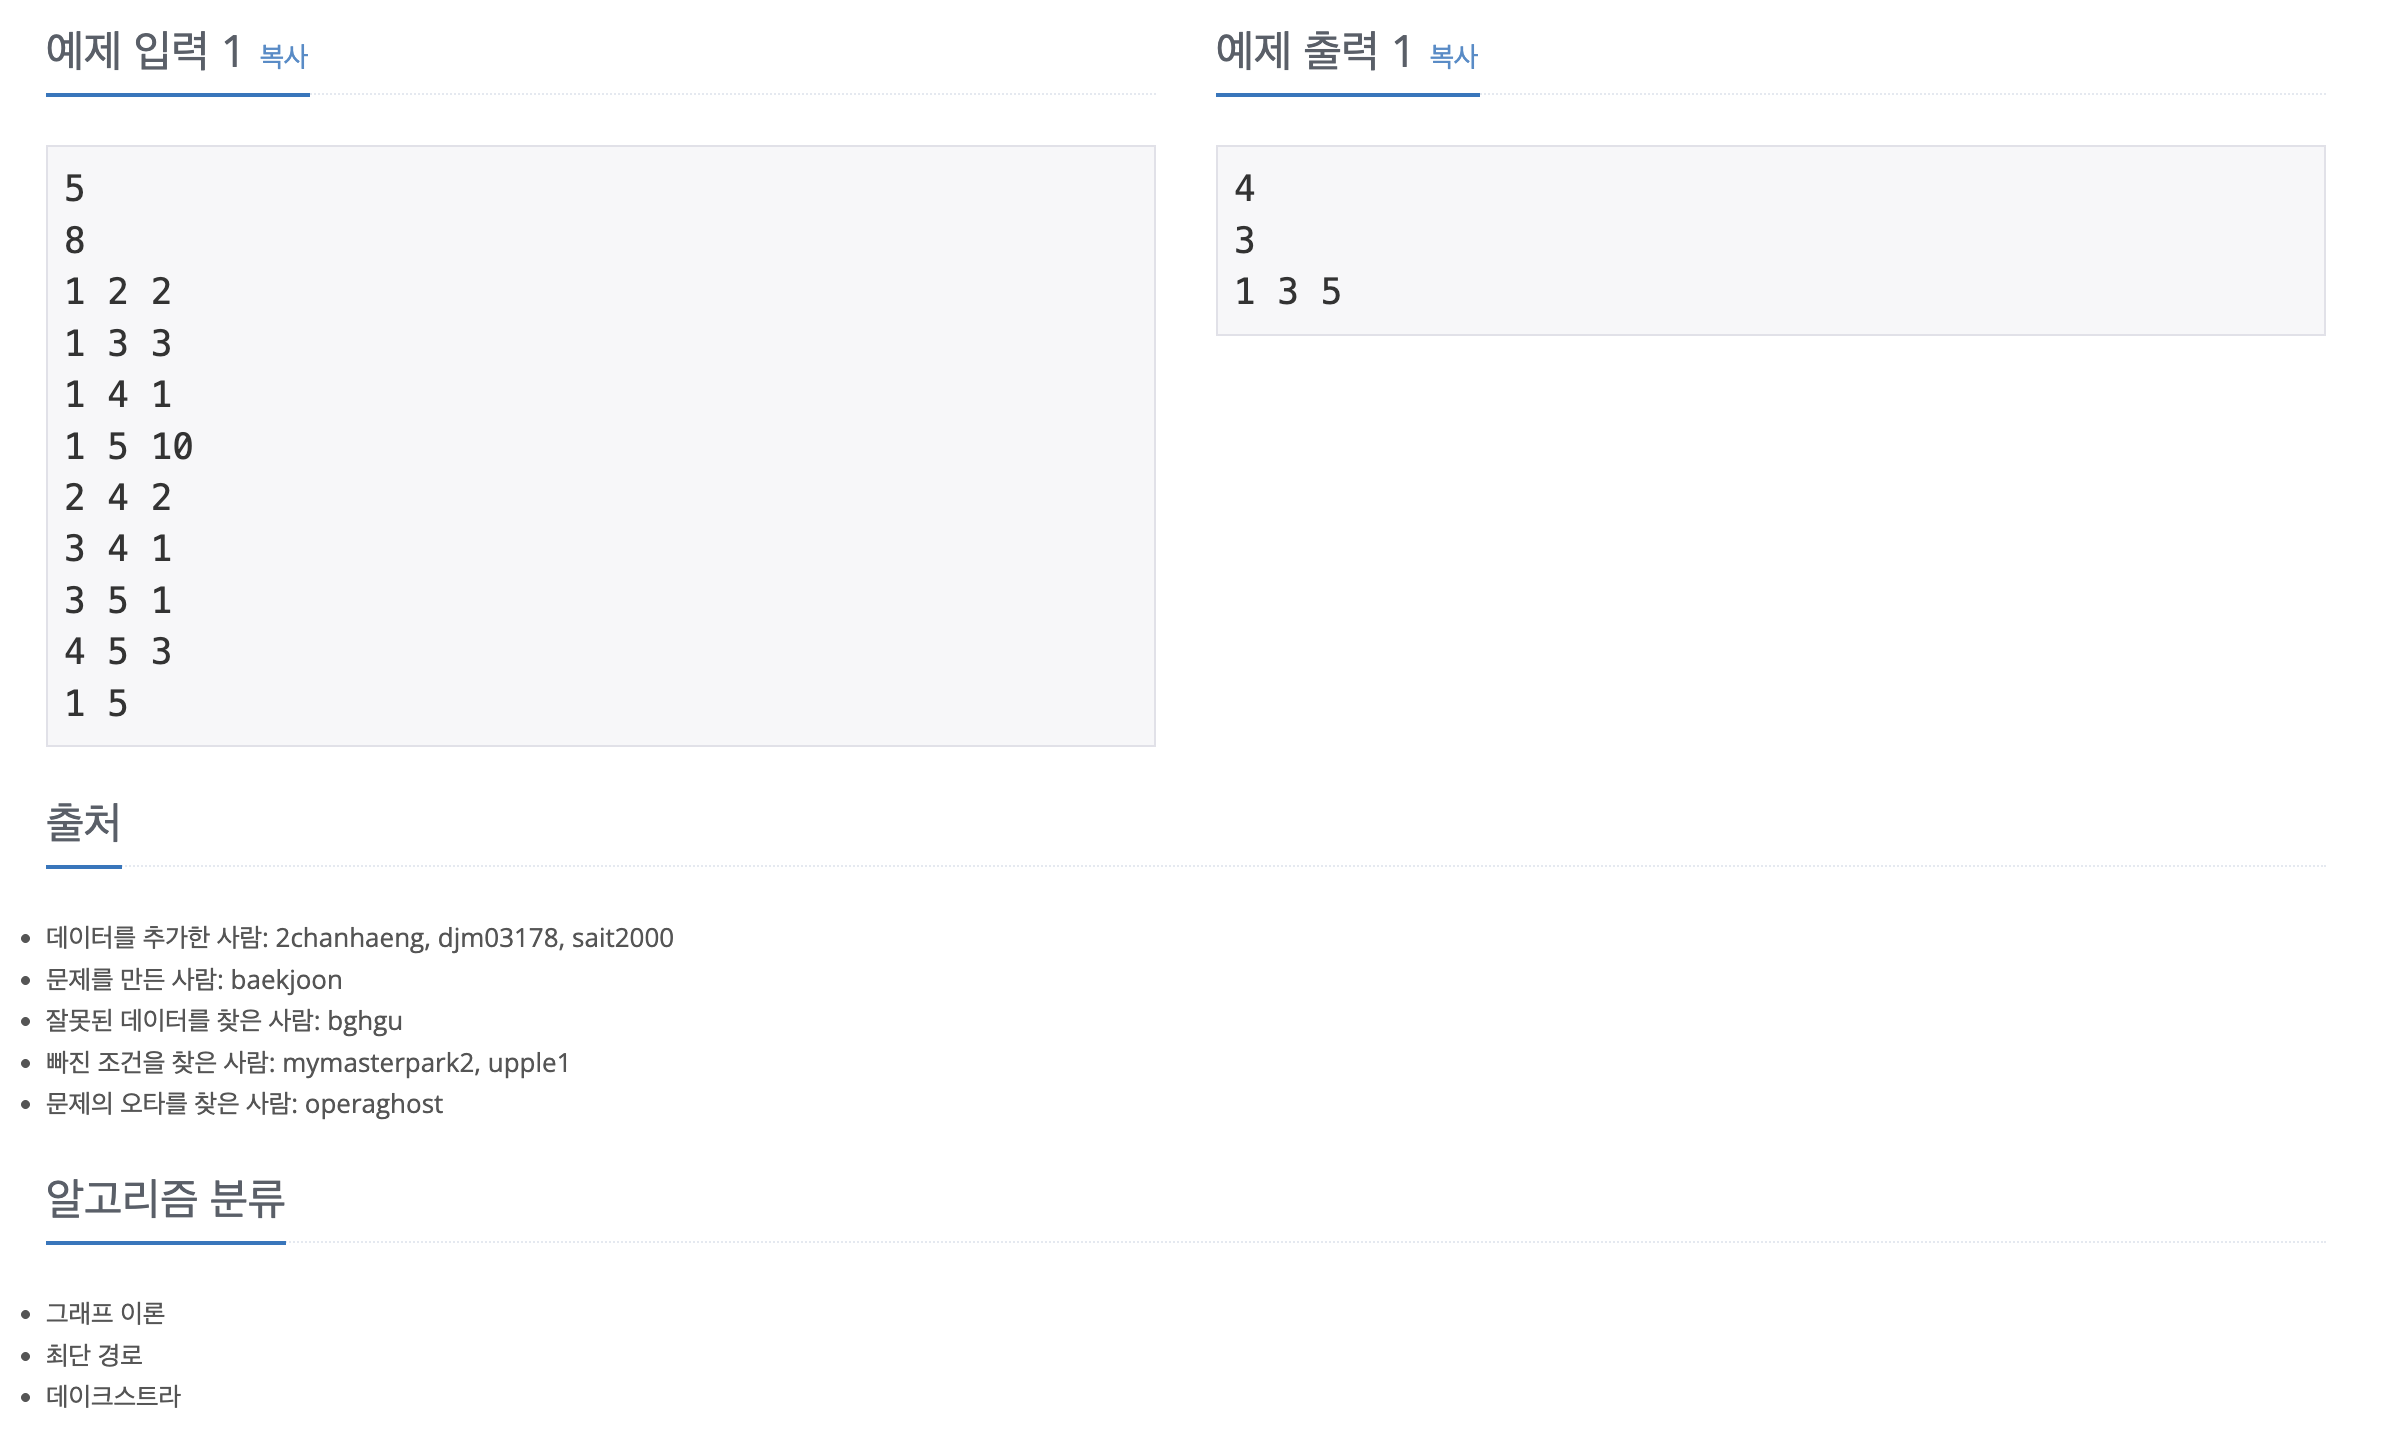 예제 입력 1 복사
5
8
1 2 2
1 3 3
1 4 1
1 5 10
2 4 2
3 4 1
3 5 1
4 5 3
1 5
예제 출력 1 복사
4
3
1 3 5
출처
데이터를 추가한 사람: 2chanhaeng, djm03178, sait2000
문제를 만든 사람: baekjoon
잘못된 데이터를 찾은 사람: bghgu
빠진 조건을 찾은 사람: mymasterpark2, upple1
문제의 오타를 찾은 사람: operaghost
알고리즘 분류
그래프 이론
최단 경로
데이크스트라